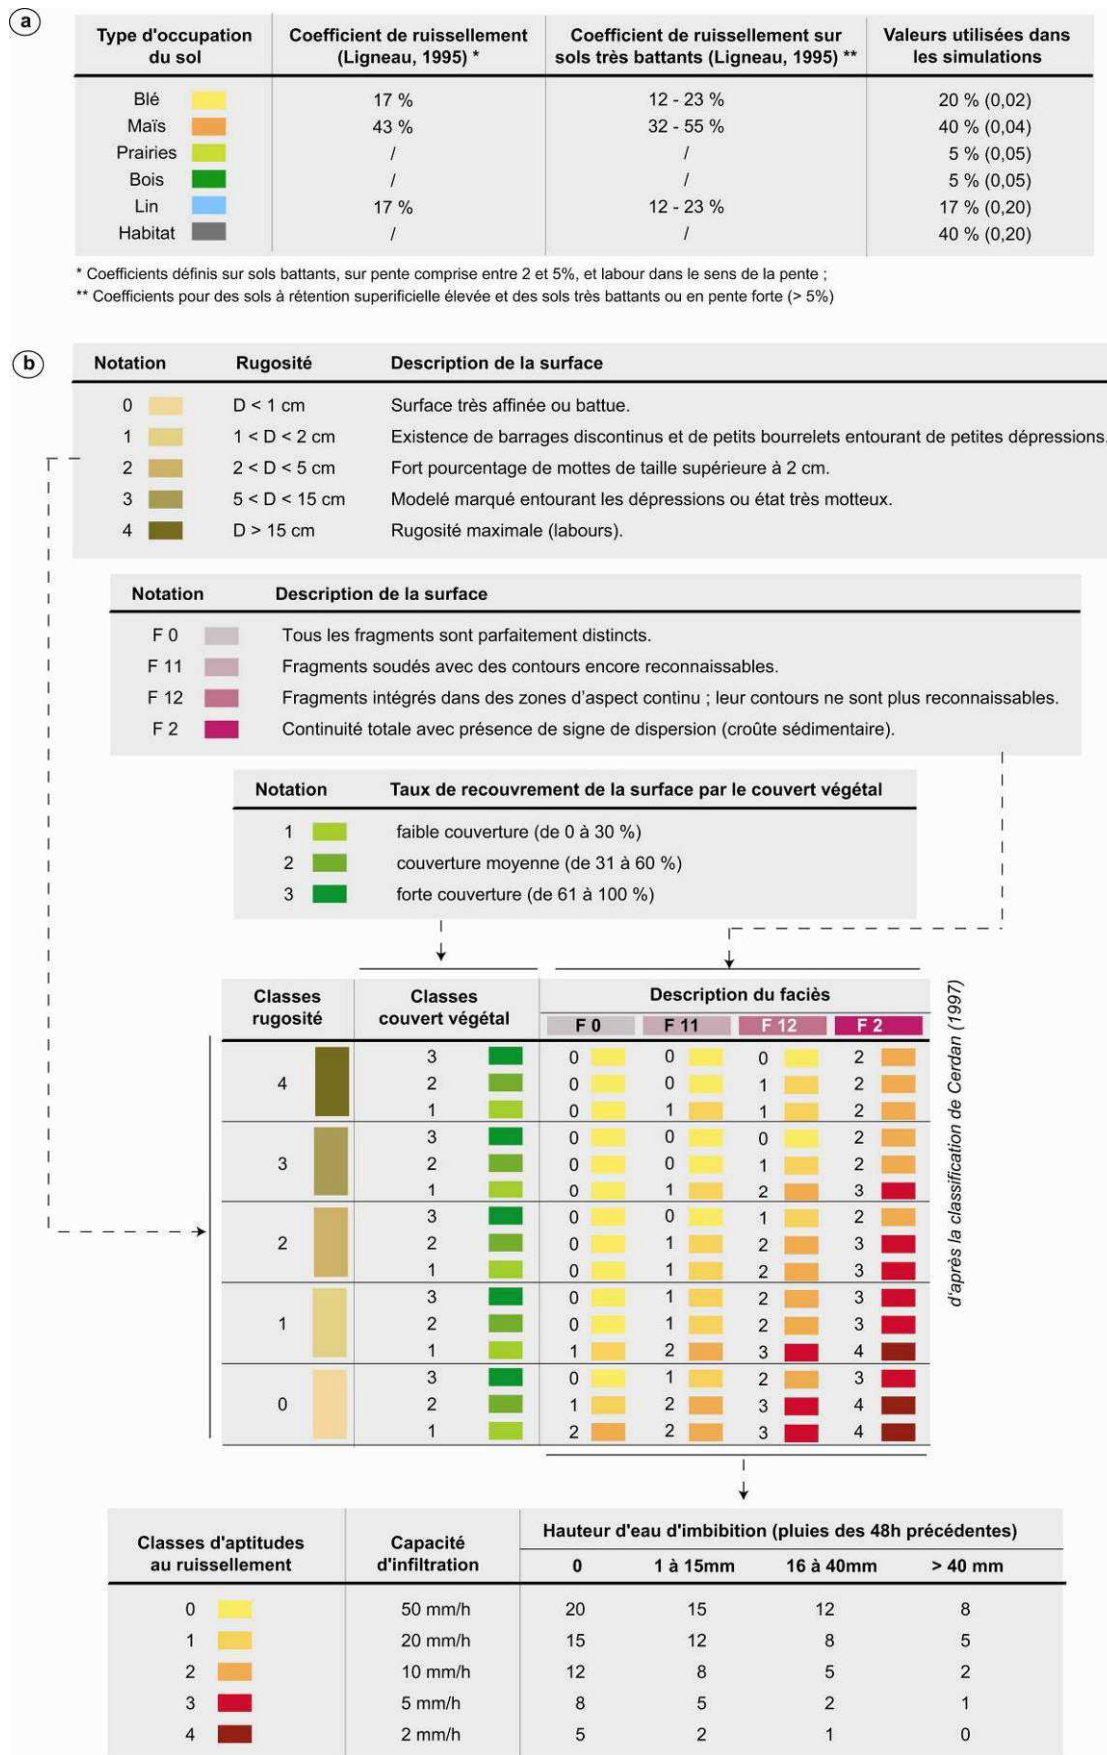 a
Type d'occupation du sol | Coefficient de ruissellement (Ligneau, 1995) * | Coefficient de ruissellement sur sols très battants (Ligneau, 1995) ** | Valeurs utilisées dans les simulations
Blé 17 % 12 - 23 % 20 % (0,02)
Maïs 43 % 32 - 55 % 40 % (0,04)
Prairies / / 5 % (0,05)
Bois / / 5 % (0,05)
Lin 17 % 12 - 23 % 17 % (0,20)
Habitat / / 40 % (0,20)
* Coefficients définis sur sols battants, sur pente comprise entre 2 et 5%, et labour dans le sens de la pente ;
** Coefficients pour des sols à rétention superificielle élevée et des sols très battants ou en pente forte (> 5%)
b
Notation Rugosité Description de la surface
0 D < 1 cm Surface très affinée ou battue.
1 1 < D < 2 cm Existence de barrages discontinus et de petits bourrelets entourant de petites dépressions.
2 2 < D < 5 cm Fort pourcentage de mottes de taille supérieure à 2 cm.
3 5 < D < 15 cm Modelé marqué entourant les dépressions ou état très motteux.
4 D > 15 cm Rugosité maximale (labours).
Notation Description de la surface
F 0 Tous les fragments sont parfaitement distincts.
F 11 Fragments soudés avec des contours encore reconnaissables.
F 12 Fragments intégrés dans des zones d'aspect continu ; leur contours ne sont plus reconnaissables.
F 2 Continuité totale avec présence de signe de dispersion (croûte sédimentaire).
Notation Taux de recouvrement de la surface par le couvert végétal
1 faible couverture (de 0 à 30 %)
2 couverture moyenne (de 31 à 60 %)
3 forte couverture (de 61 à 100 %)
Classes rugosité | Classes couvert végétal | Description du faciès
F 0 F 11 F 12 F 2
3 0 0 0 2
4 2 0 0 1 2
1 0 1 1 2
3 0 0 0 2
3 2 0 0 1 2
1 0 1 2 3
3 0 0 1 2
2 2 0 1 2 3
1 0 1 2 3
3 0 1 2 3
1 2 0 1 2 3
1 1 2 3 4
3 0 1 2 3
0 2 1 2 3 4
1 2 2 3 4
d'après la classification de Cerdan (1997)
Classes d'aptitudes au ruissellement | Capacité d'infiltration | Hauteur d'eau d'imbibition (pluies des 48h précédentes)
0 1 à 15mm 16 à 40mm > 40 mm
0 50 mm/h 20 15 12 8
1 20 mm/h 15 12 8 5
2 10 mm/h 12 8 5 2
3 5 mm/h 8 5 2 1
4 2 mm/h 5 2 1 0